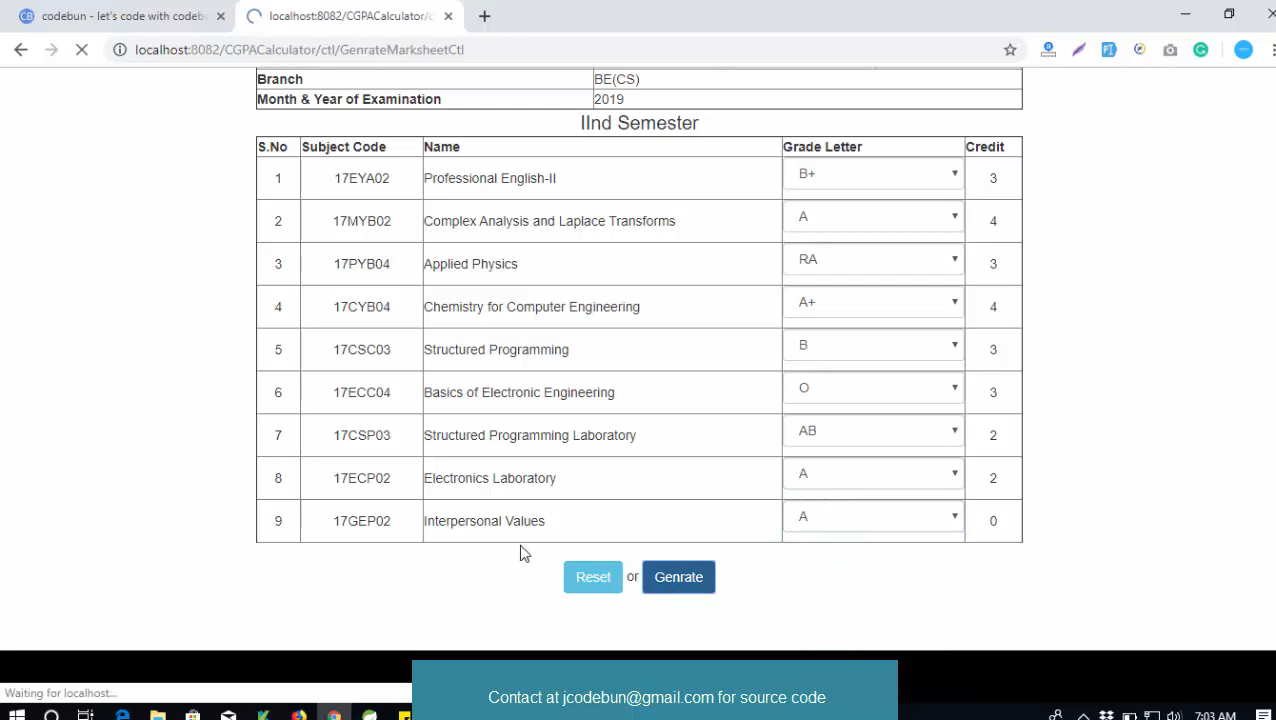 codebun - let's code with codebu
localhost:8082/CGPACalculator/c
localhost:8082/CGPACalculator/ctl/GenrateMarksheetCtl
Branch BE(CS)
Month & Year of Examination 2019
IInd Semester
S.No Subject Code Name Grade Letter Credit
1 17EYA02 Professional English-II B+ 3
2 17MYB02 Complex Analysis and Laplace Transforms A 4
3 17PYB04 Applied Physics RA 3
4 17CYB04 Chemistry for Computer Engineering A+ 4
5 17CSC03 Structured Programming B 3
6 17ECC04 Basics of Electronic Engineering O 3
7 17CSP03 Structured Programming Laboratory AB 2
8 17ECP02 Electronics Laboratory A 2
9 17GEP02 Interpersonal Values A 0
Reset or Genrate
Waiting for localhost...
Contact at jcodebun@gmail.com for source code
7:03 AM